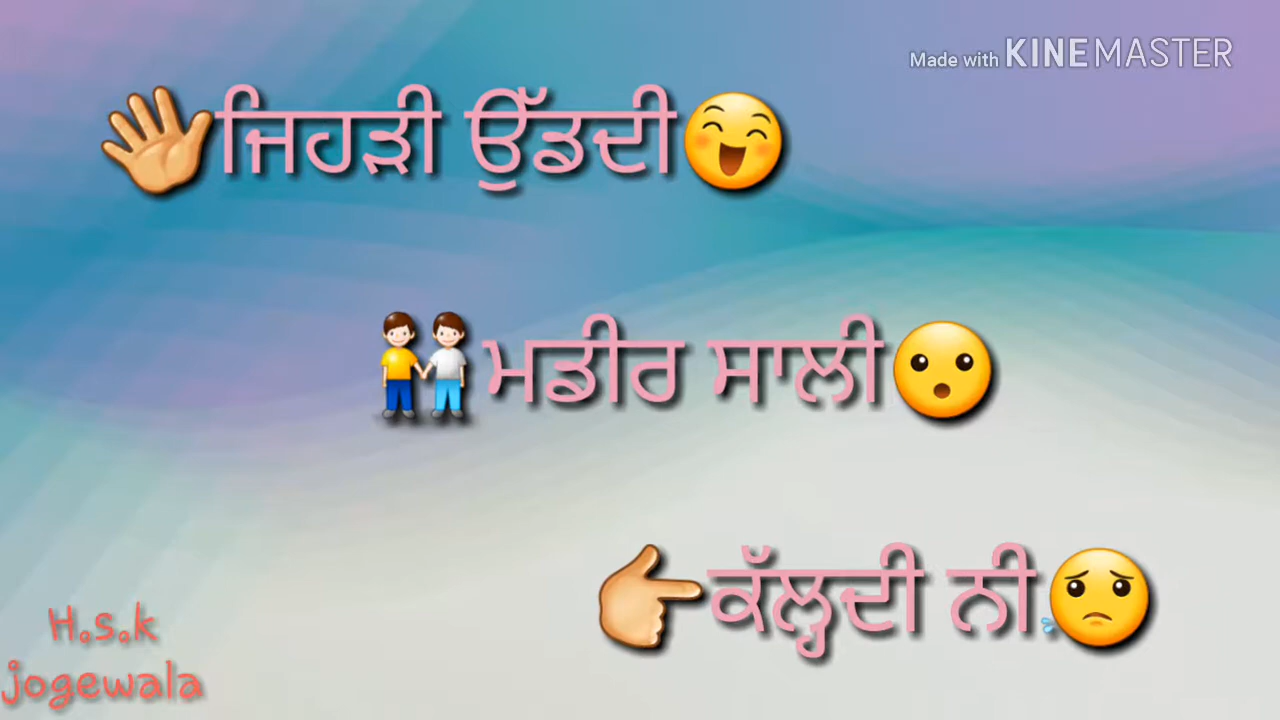 Made with KINEMASTER
👋ਜਿਹੜੀ ਉੱਡਦੀ😄
👬ਮਡੀਰ ਸਾਲੀ😮
👉ਕੱਲ੍ਹਦੀ ਨੀ.😟
H.s.k
jogewala